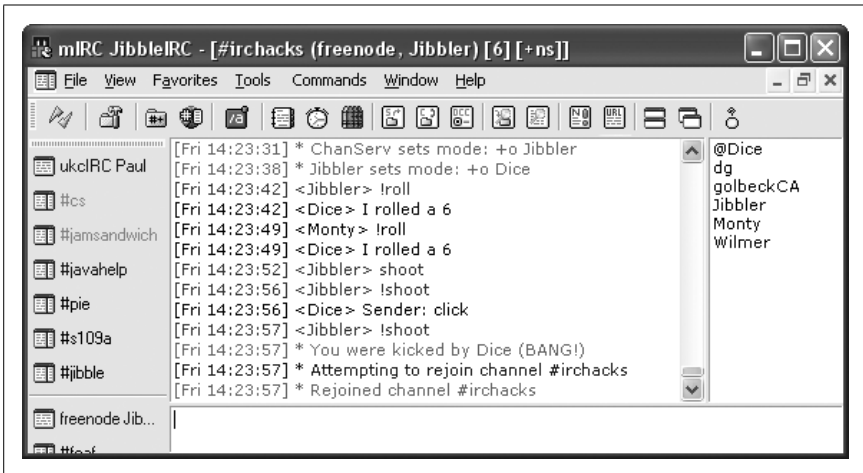 mIRC JibbleIRC - [#irchacks (freenode, Jibbler) [6] [+ns]]
File View Favorites Tools Commands Window Help
ukcIRC Paul
#cs
#jamsandwich
#javahelp
#pie
#s109a
#jibble
freenode Jib...
#foaf
[Fri 14:23:31] * ChanServ sets mode: +o Jibbler
[Fri 14:23:38] * Jibbler sets mode: +o Dice
[Fri 14:23:42] <Jibbler> !roll
[Fri 14:23:42] <Dice> I rolled a 6
[Fri 14:23:49] <Monty> !roll
[Fri 14:23:49] <Dice> I rolled a 6
[Fri 14:23:52] <Jibbler> shoot
[Fri 14:23:56] <Jibbler> !shoot
[Fri 14:23:56] <Dice> Sender: click
[Fri 14:23:57] <Jibbler> !shoot
[Fri 14:23:57] * You were kicked by Dice (BANG!)
[Fri 14:23:57] * Attempting to rejoin channel #irchacks
[Fri 14:23:57] * Rejoined channel #irchacks
@Dice
dg
golbeckCA
Jibbler
Monty
Wilmer